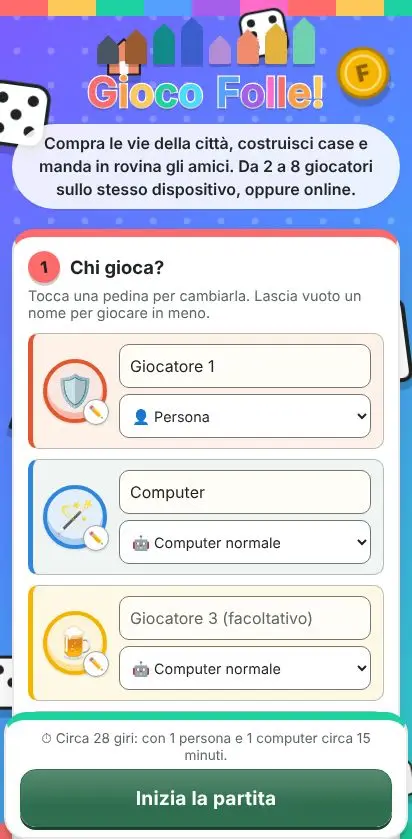 F
Gioco Folle!
Compra le vie della città, costruisci case e
manda in rovina gli amici. Da 2 a 8 giocatori
sullo stesso dispositivo, oppure online.
1 Chi gioca?
Tocca una pedina per cambiarla. Lascia vuoto un
nome per giocare in meno.
Giocatore 1
Persona
Computer
Computer normale
Giocatore 3 (facoltativo)
Computer normale
Circa 28 giri: con 1 persona e 1 computer circa 15
minuti.
Inizia la partita